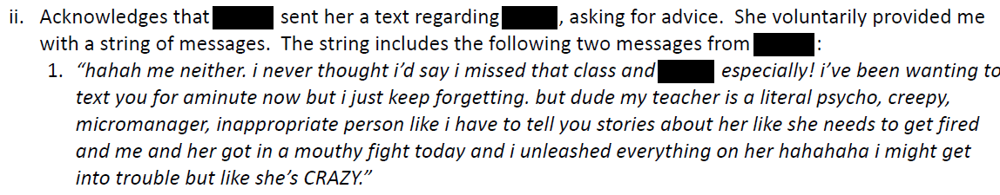 ii. Acknowledges that sent her a text regarding , asking for advice. She voluntarily provided me
with a string of messages. The string includes the following two messages from :
1. “hahah me neither. i never thought i’d say i missed that class and especially! i’ve been wanting to
text you for aminute now but i just keep forgetting. but dude my teacher is a literal psycho, creepy,
micromanager, inappropriate person like i have to tell you stories about her like she needs to get fired
and me and her got in a mouthy fight today and i unleashed everything on her hahahaha i might get
into trouble but like she’s CRAZY.”